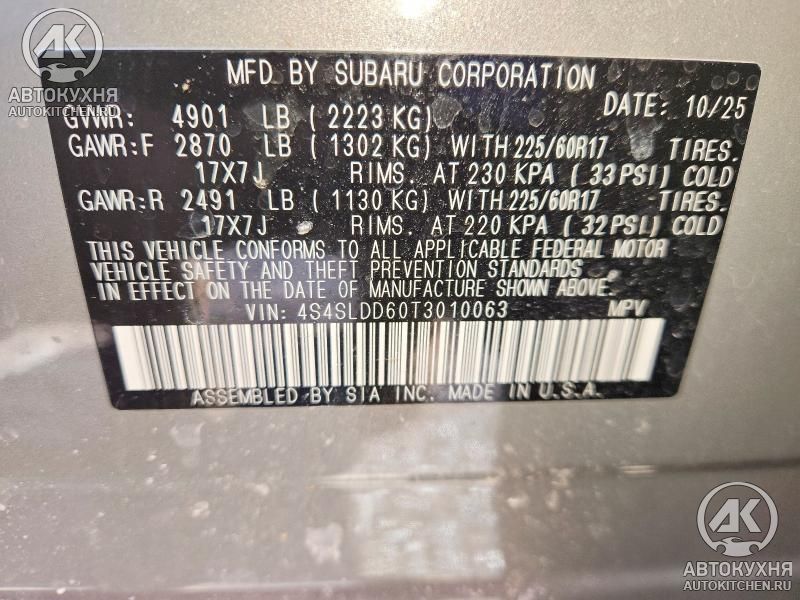 MFD BY SUBARU CORPORATION
DATE: 10/25
GVWR: 4901 LB ( 2223 KG)
GAWR:F 2870 LB ( 1302 KG) WITH 225/60R17 TIRES.
17X7J RIMS. AT 230 KPA ( 33 PSI) COLD
GAWR:R 2491 LB ( 1130 KG) WITH 225/60R17 TIRES.
17X7J RIMS. AT 220 KPA ( 32 PSI) COLD
THIS VEHICLE CONFORMS TO ALL APPLICABLE FEDERAL MOTOR
VEHICLE SAFETY AND THEFT PREVENTION STANDARDS
IN EFFECT ON THE DATE OF MANUFACTURE SHOWN ABOVE.
VIN: 4S4SLDD60T3010063 MPV
ASSEMBLED BY SIA INC. MADE IN U.S.A.
АК
АВТОКУХНЯ
AUTOKITCHEN.RU
АК
АВТОКУХНЯ
AUTOKITCHEN.RU